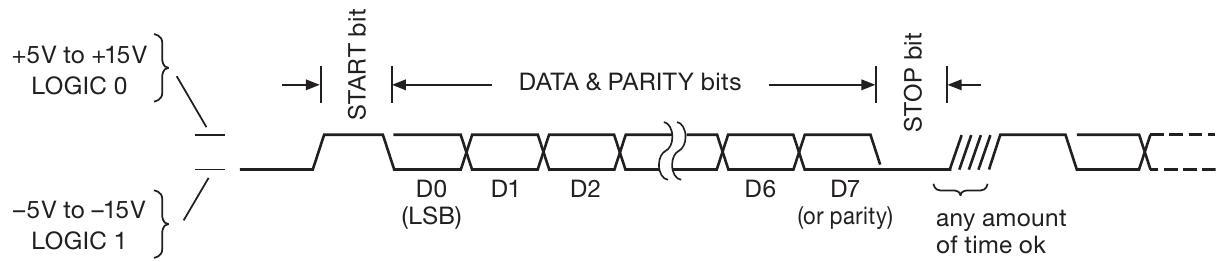 +5V to +15V
LOGIC 0
START bit
DATA & PARITY bits
STOP bit
–5V to –15V
LOGIC 1
D0
(LSB)
D1
D2
D6
D7
(or parity)
any amount
of time ok